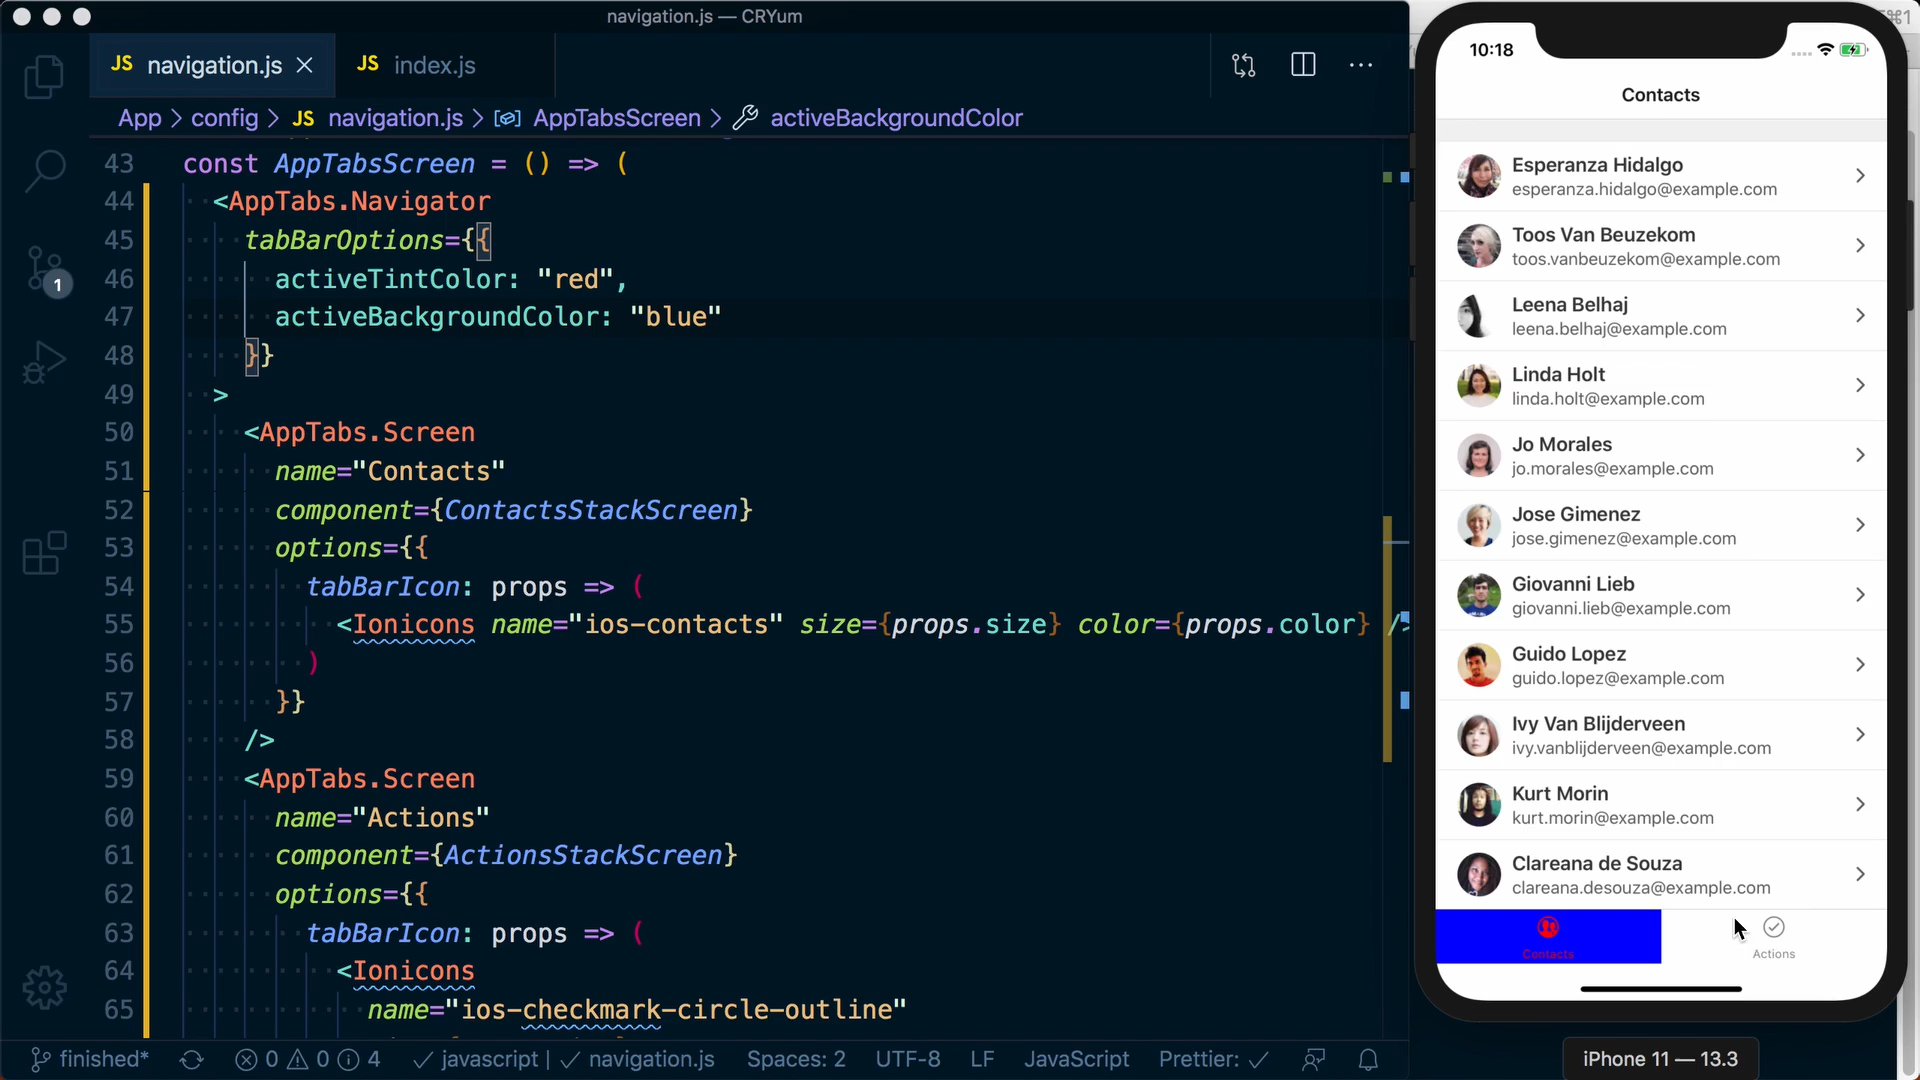 navigation.js — CRYum
⌘1
JS navigation.js
JS index.js
App > config > JS navigation.js > AppTabsScreen > activeBackgroundColor
43 const AppTabsScreen = () => (
44 <AppTabs.Navigator
45 tabBarOptions={{
46 activeTintColor: "red",
47 activeBackgroundColor: "blue"
48 }}
49 >
50 <AppTabs.Screen
51 name="Contacts"
52 component={ContactsStackScreen}
53 options={{
54 tabBarIcon: props => (
55 <Ionicons name="ios-contacts" size={props.size} color={props.color} />
56 )
57 }}
58 />
59 <AppTabs.Screen
60 name="Actions"
61 component={ActionsStackScreen}
62 options={{
63 tabBarIcon: props => (
64 <Ionicons
65 name="ios-checkmark-circle-outline"
1
finished* 0 0 4 javascript | navigation.js Spaces: 2 UTF-8 LF JavaScript Prettier: ✓
10:18
Contacts
Esperanza Hidalgo
esperanza.hidalgo@example.com
Toos Van Beuzekom
toos.vanbeuzekom@example.com
Leena Belhaj
leena.belhaj@example.com
Linda Holt
linda.holt@example.com
Jo Morales
jo.morales@example.com
Jose Gimenez
jose.gimenez@example.com
Giovanni Lieb
giovanni.lieb@example.com
Guido Lopez
guido.lopez@example.com
Ivy Van Blijderveen
ivy.vanblijderveen@example.com
Kurt Morin
kurt.morin@example.com
Clareana de Souza
clareana.desouza@example.com
Contacts
Actions
iPhone 11 — 13.3